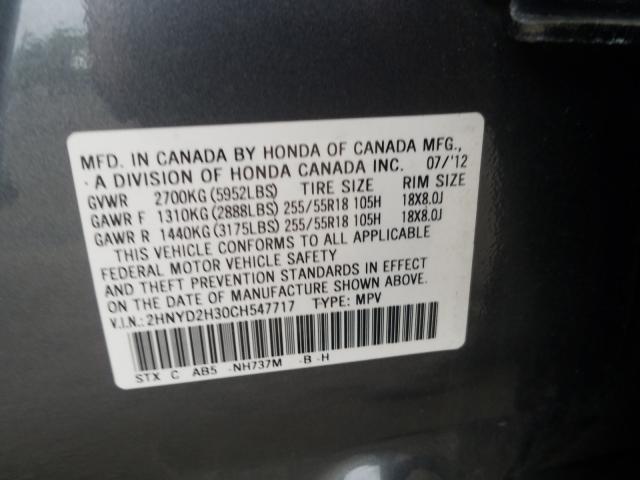 MFD. IN CANADA BY HONDA OF CANADA MFG.,
A DIVISION OF HONDA CANADA INC. 07/'12
GVWR 2700KG (5952LBS) TIRE SIZE RIM SIZE
GAWR F 1310KG (2888LBS) 255/55R18 105H 18X8.0J
GAWR R 1440KG (3175LBS) 255/55R18 105H 18X8.0J
THIS VEHICLE CONFORMS TO ALL APPLICABLE
FEDERAL MOTOR VEHICLE SAFETY
AND THEFT PREVENTION STANDARDS IN EFFECT
ON THE DATE OF MANUFACTURE SHOWN ABOVE.
V.I.N.: 2HNYD2H30CH547717 TYPE: MPV
STX C AB5 -NH737M -B -H